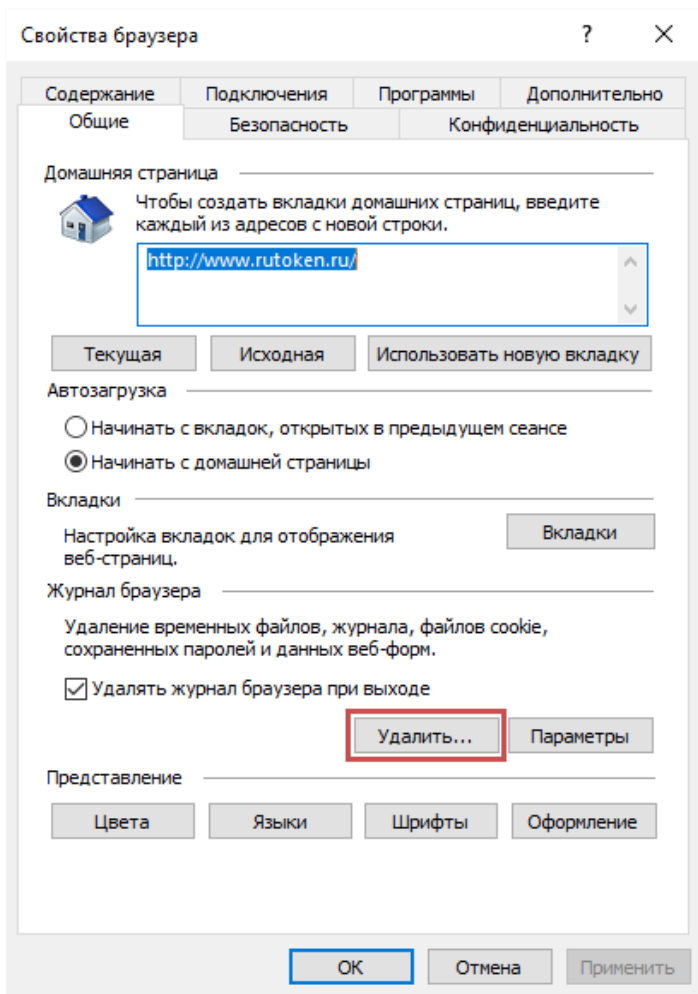 Свойства браузера
?
Содержание Подключения Программы Дополнительно
Общие Безопасность Конфиденциальность
Домашняя страница
Чтобы создать вкладки домашних страниц, введите
каждый из адресов с новой строки.
http://www.rutoken.ru/
Текущая Исходная Использовать новую вкладку
Автозагрузка
Начинать с вкладок, открытых в предыдущем сеансе
Начинать с домашней страницы
Вкладки
Настройка вкладок для отображения
веб-страниц.
Вкладки
Журнал браузера
Удаление временных файлов, журнала, файлов cookie,
сохраненных паролей и данных веб-форм.
Удалять журнал браузера при выходе
Удалить... Параметры
Представление
Цвета Языки Шрифты Оформление
ОК Отмена Применить